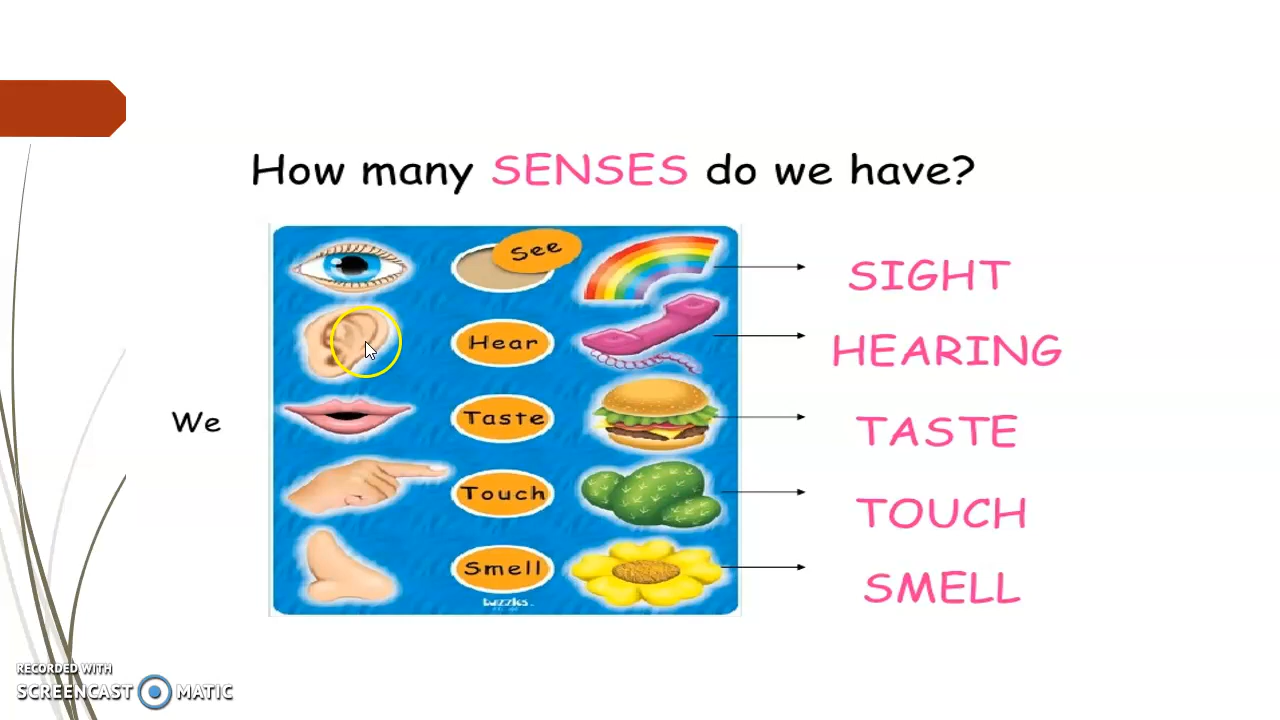 How many SENSES do we have?
See
SIGHT
Hear
HEARING
We
Taste
TASTE
Touch
TOUCH
Smell
SMELL
RECORDED WITH
SCREENCAST MATIC